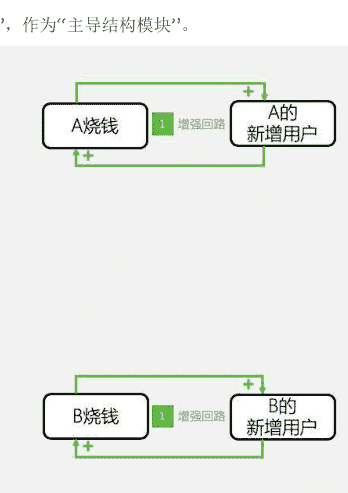 ”，作为“主导结构模块”。
+
A烧钱
1 增强回路
A的
新增用户
+
+
B烧钱
1 增强回路
B的
新增用户
+